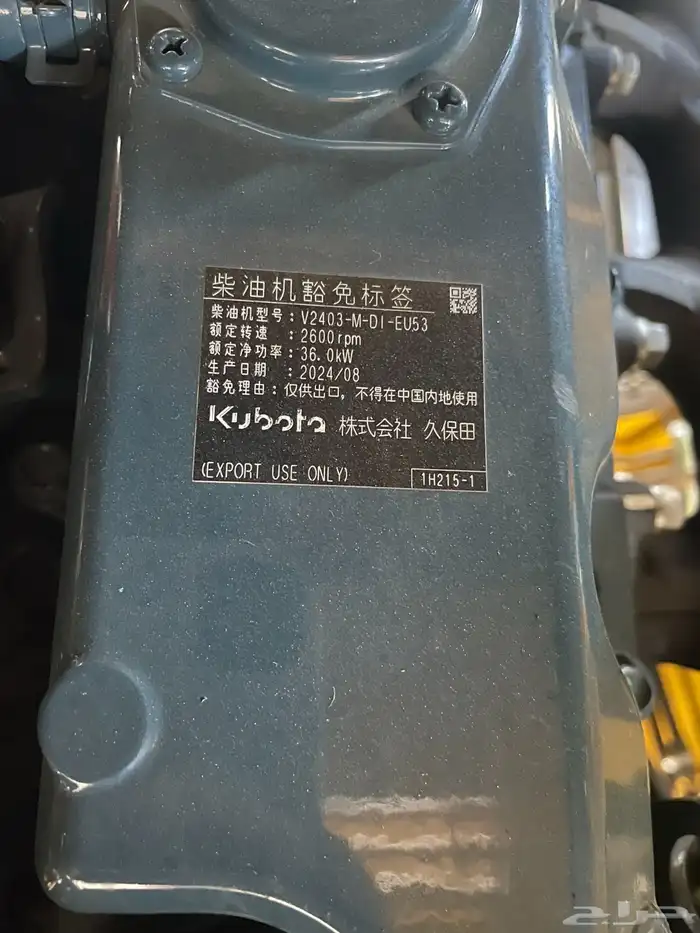 柴油机豁免标签
柴油机型号：V2403-M-DI-EU53
额定转速：2600rpm
额定净功率：36.0kW
生产日期：2024/08
豁免理由：仅供出口，不得在中国内地使用
Kubota 株式会社 久保田
(EXPORT USE ONLY)
1H215-1
حراج